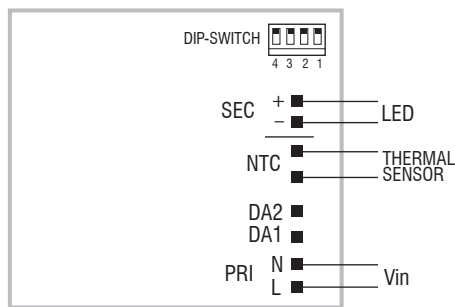 DIP-SWITCH
4 3 2 1
SEC + LED
−
NTC THERMAL
SENSOR
DA2
DA1
PRI N Vin
L